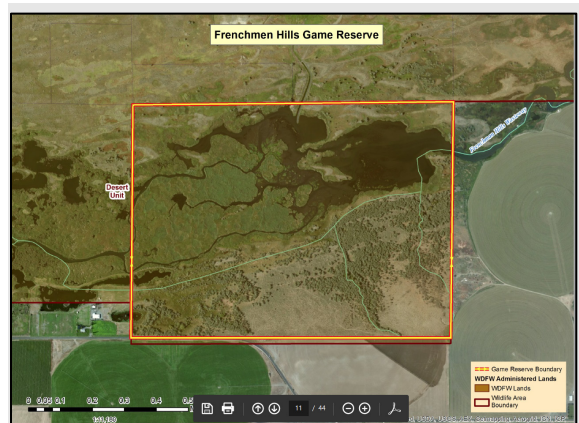 Frenchmen Hills Game Reserve
Frenchmen Hills Wasteway
Desert
Unit
Game Reserve Boundary
WDFW Administered Lands
WDFW Lands
Wildlife Area
Boundary
0 0.05 0.1 0.2 0.3 0.4
11 / 44